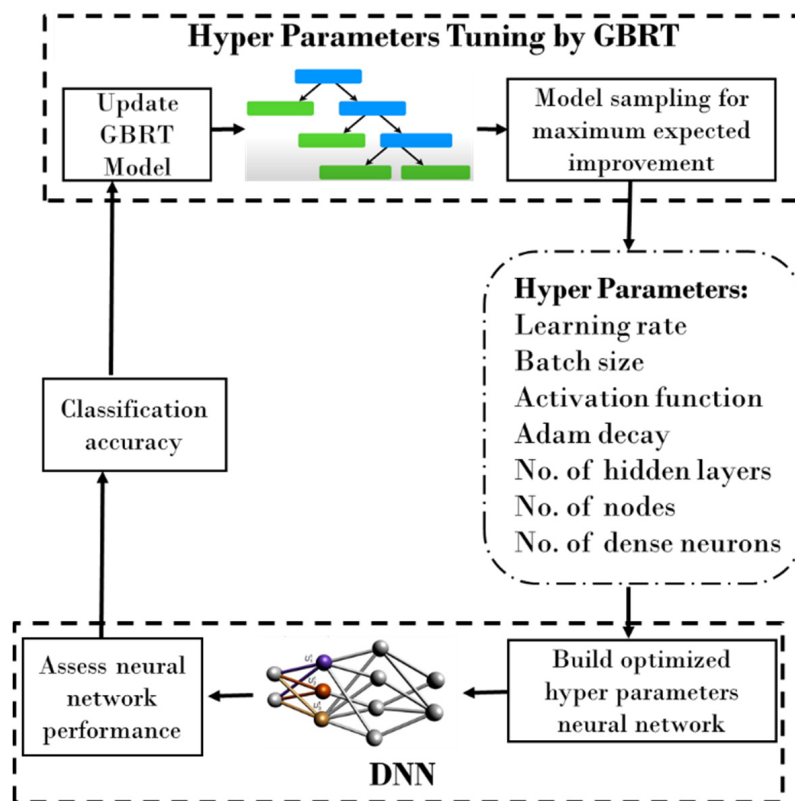 Hyper Parameters Tuning by GBRT
Update
GBRT
Model
Model sampling for
maximum expected
improvement
Hyper Parameters:
Learning rate
Batch size
Activation function
Adam decay
No. of hidden layers
No. of nodes
No. of dense neurons
Classification
accuracy
Assess neural
network
performance
Build optimized
hyper parameters
neural network
DNN